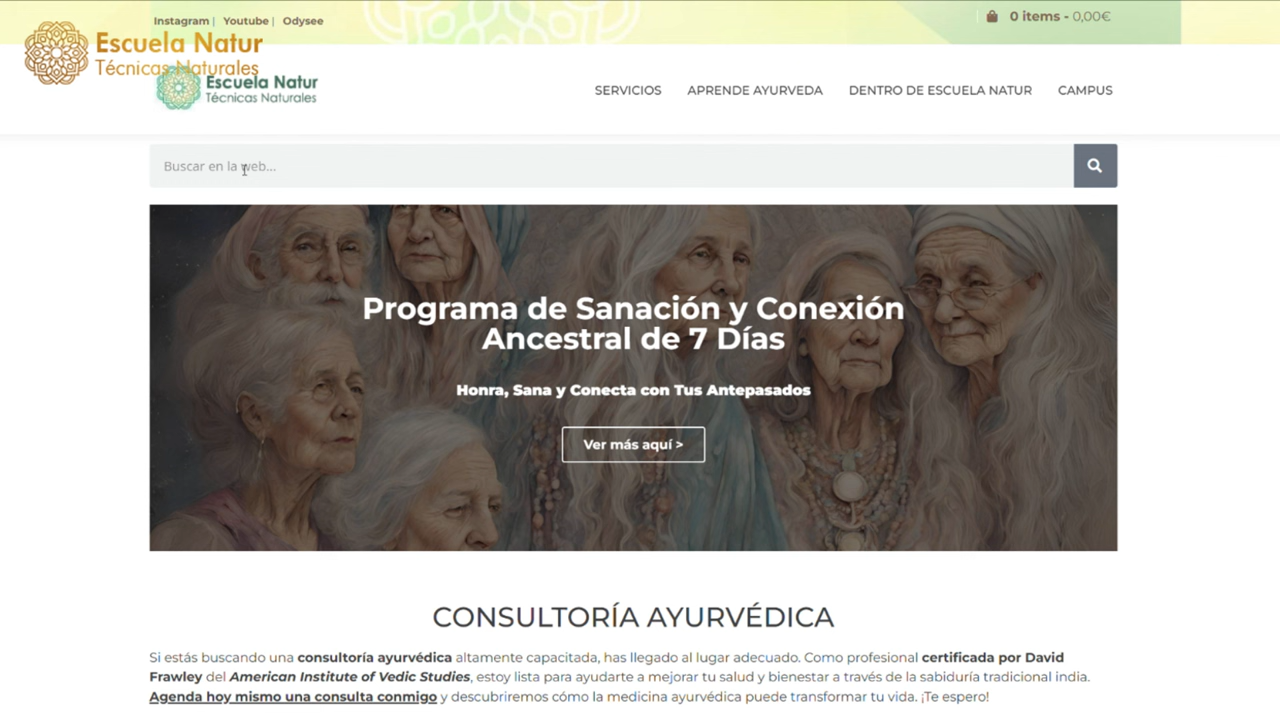 Instagram | Youtube | Odysee
0 items - 0,00€
Escuela Natur
Técnicas Naturales
Escuela Natur
Técnicas Naturales
SERVICIOS APRENDE AYURVEDA DENTRO DE ESCUELA NATUR CAMPUS
Buscar en la web...
Programa de Sanación y Conexión
Ancestral de 7 Días
Honra, Sana y Conecta con Tus Antepasados
Ver más aquí >
CONSULTORÍA AYURVÉDICA
Si estás buscando una consultoría ayurvédica altamente capacitada, has llegado al lugar adecuado. Como profesional certificada por David
Frawley del American Institute of Vedic Studies, estoy lista para ayudarte a mejorar tu salud y bienestar a través de la sabiduría tradicional india.
Agenda hoy mismo una consulta conmigo y descubriremos cómo la medicina ayurvédica puede transformar tu vida. ¡Te espero!